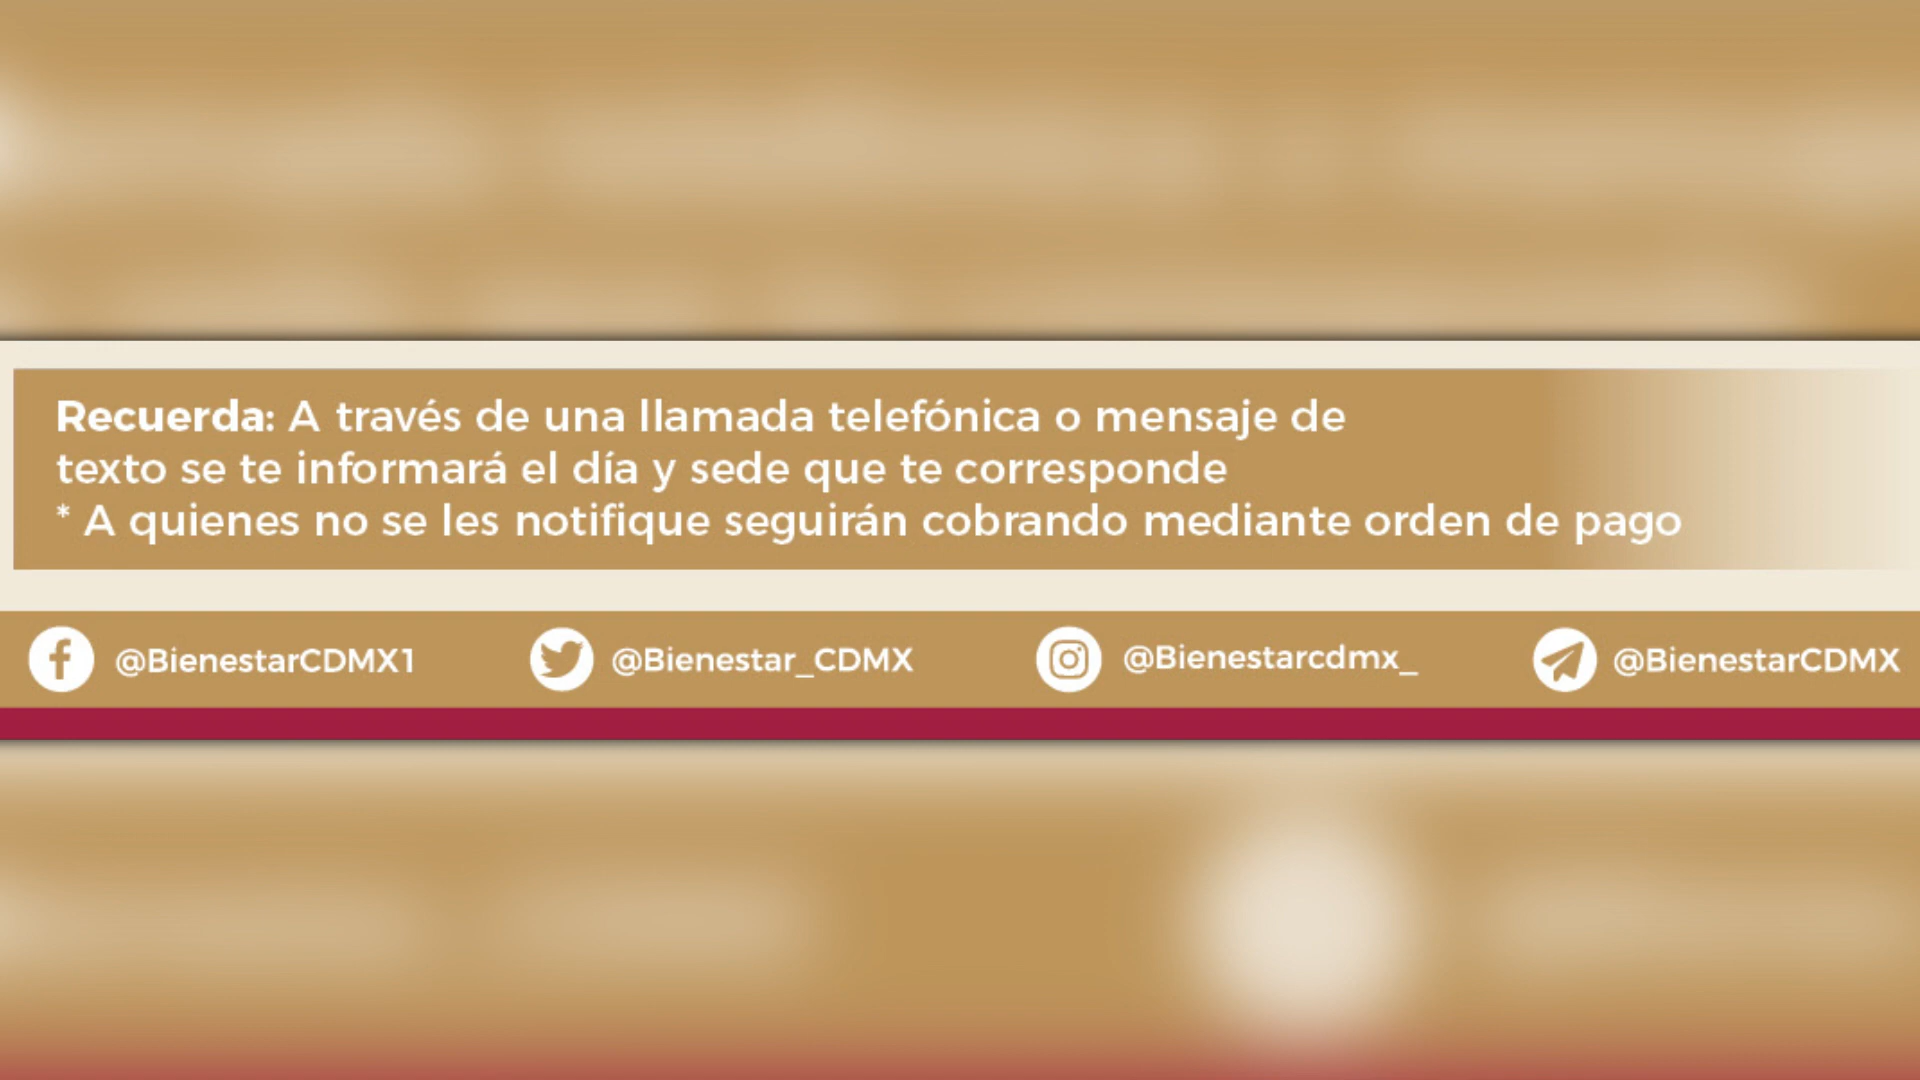 Recuerda: A través de una llamada telefónica o mensaje de
texto se te informará el día y sede que te corresponde
* A quienes no se les notifique seguirán cobrando mediante orden de pago
@BienestarCDMX1 @Bienestar_CDMX @Bienestarcdmx_ @BienestarCDMX